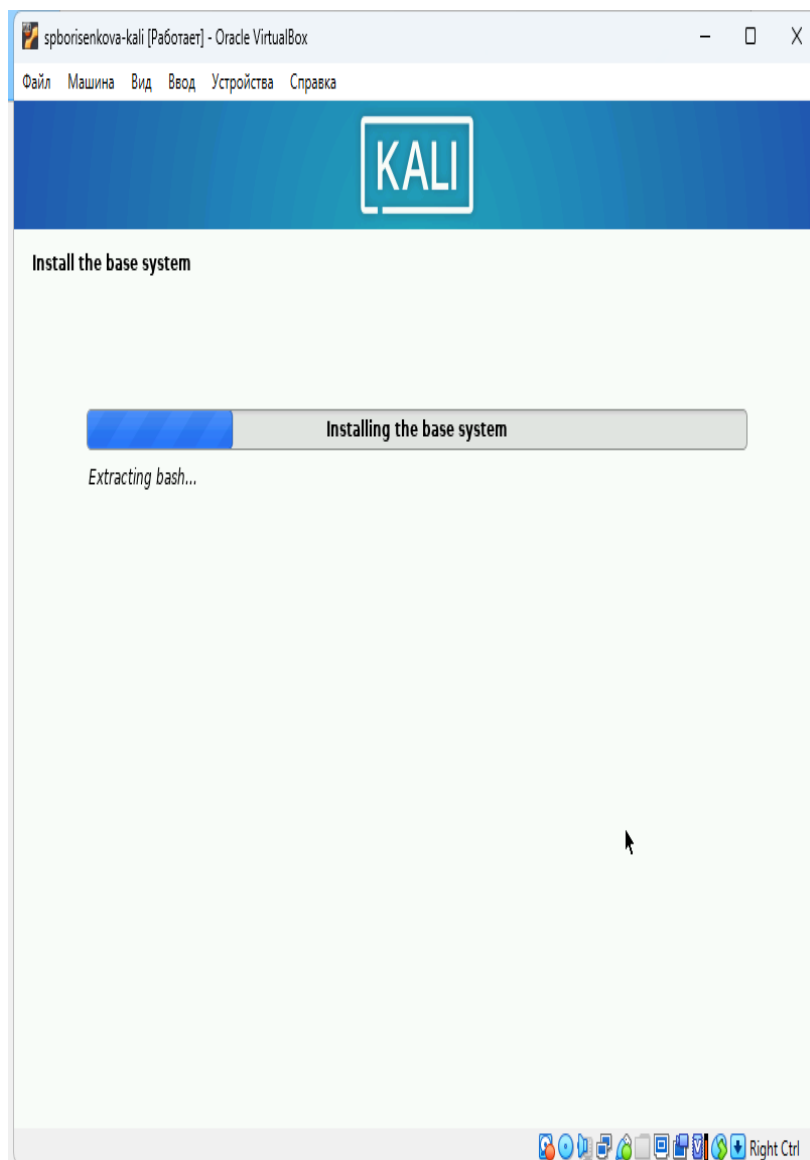 spborisenkova-kali [Работает] - Oracle VirtualBox
Файл Машина Вид Ввод Устройства Справка
KALI
Install the base system
Installing the base system
Extracting bash...
Right Ctrl